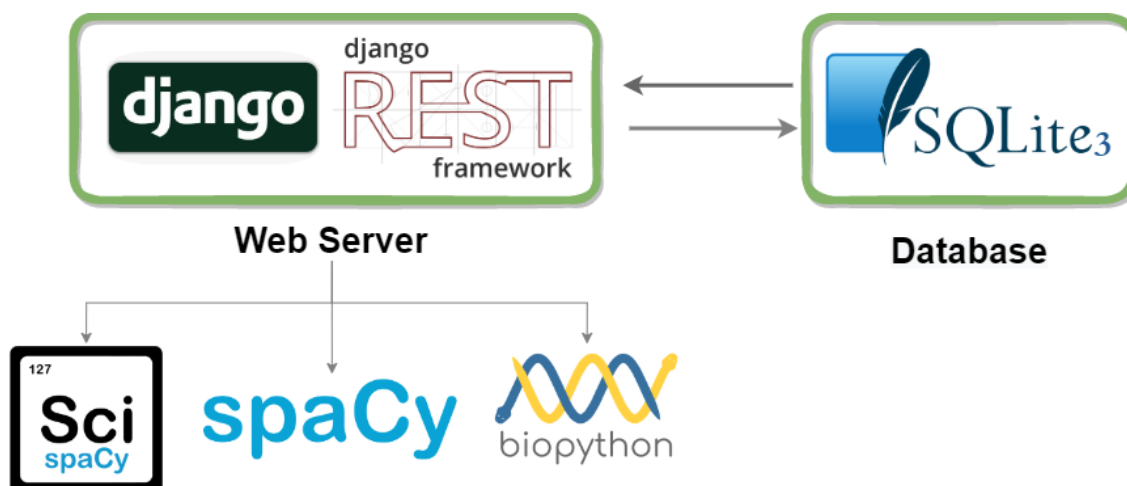 django
django
REST
framework
SQLite3
Web Server
Database
127
Sci
spaCy
spaCy
biopython